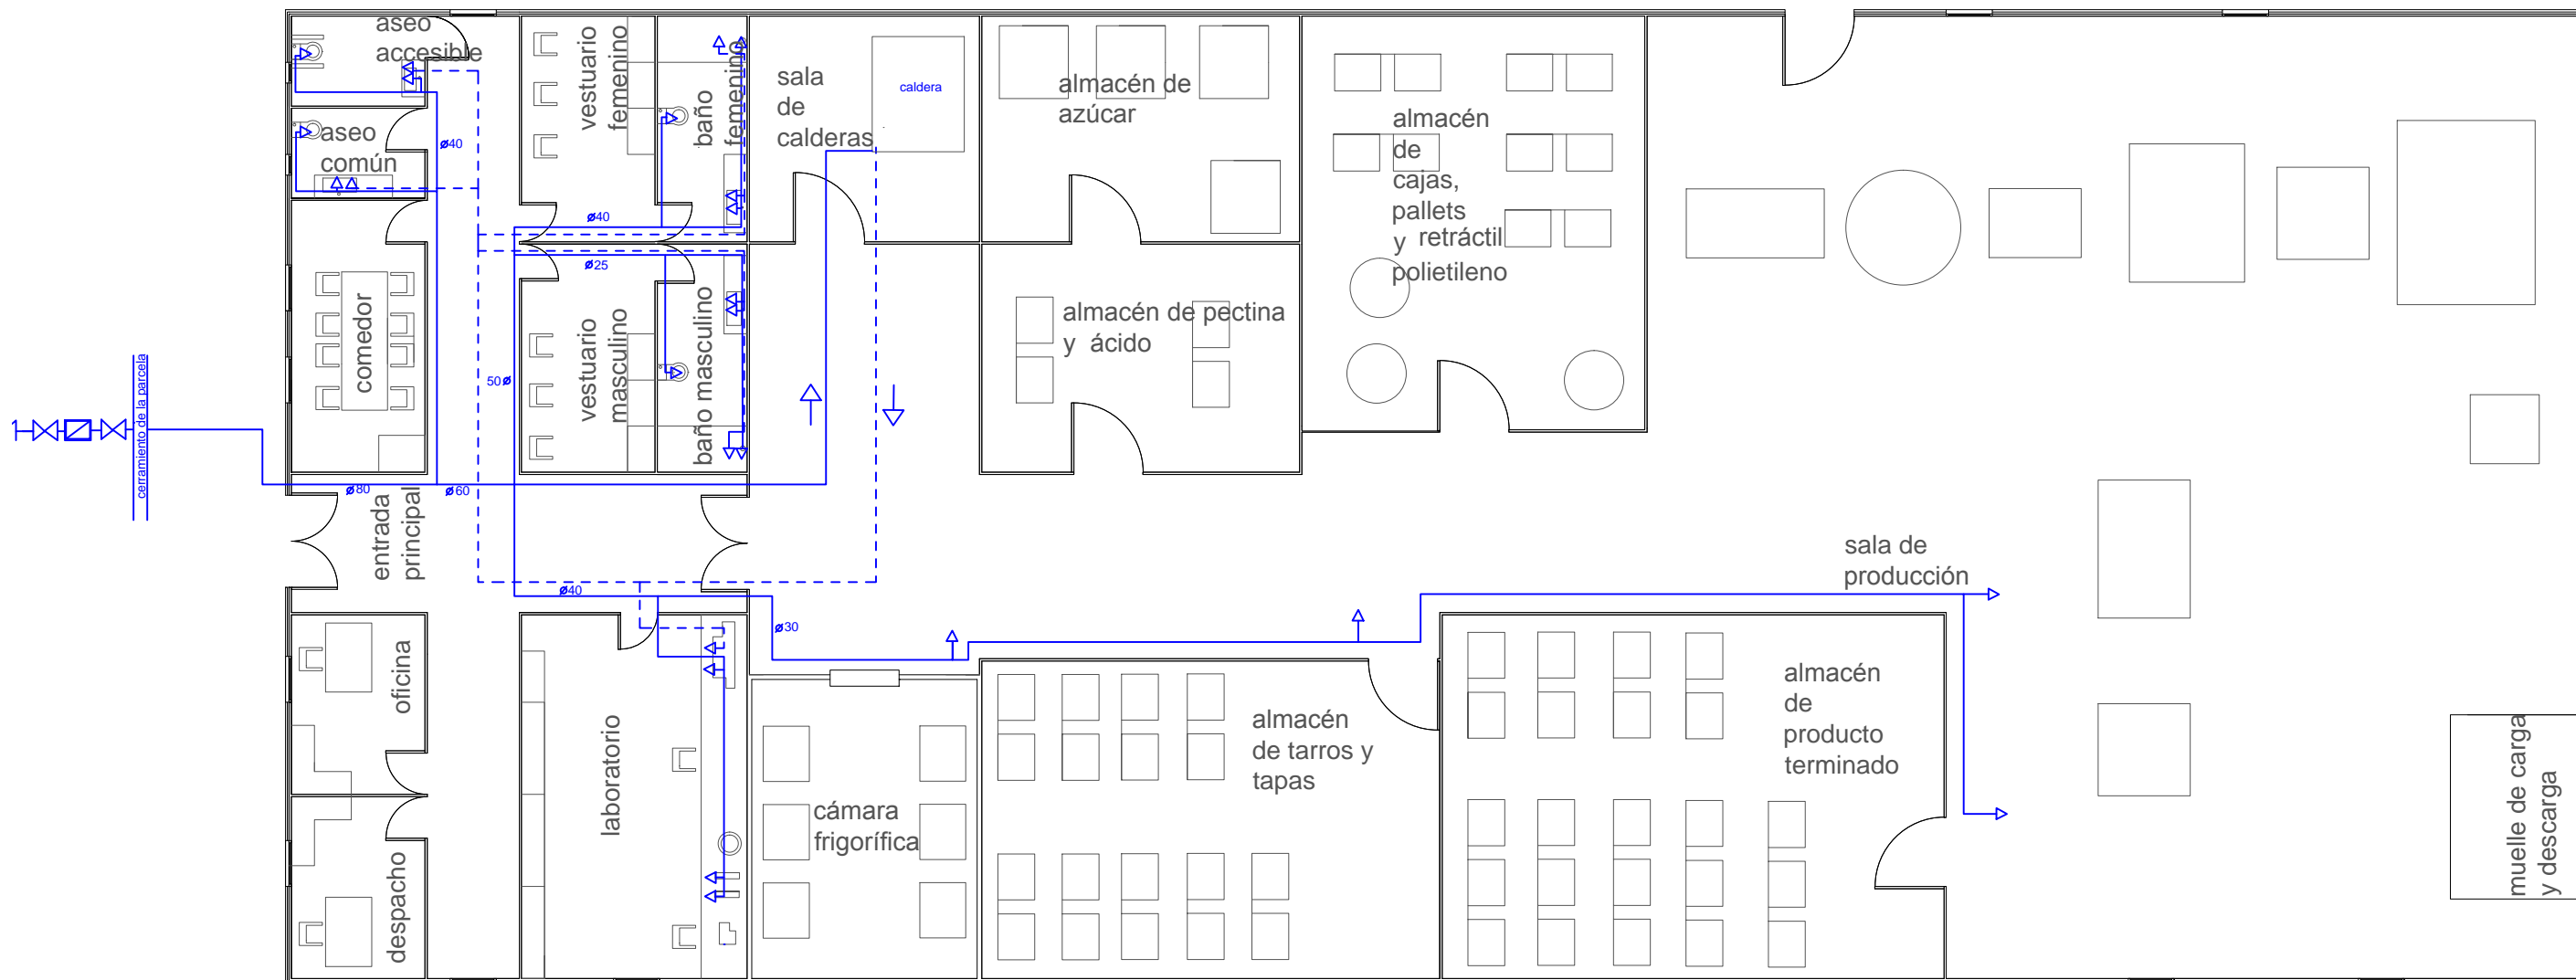 aseo
accesible
vestuario
femenino
baño
femenino
sala
de
calderas
caldera
almacén de
azúcar
almacén
de
cajas,
pallets
y retráctil
polietileno
aseo
común
ø40
ø40
ø25
comedor
50ø
vestuario
masculino
baño masculino
almacén de pectina
y ácido
cerramiento de la parcela
ø80
ø60
entrada
principal
ø40
ø30
sala de
producción
oficina
despacho
laboratorio
cámara
frigorífica
almacén
de tarros y
tapas
almacén
de
producto
terminado
muelle de carga
y descarga